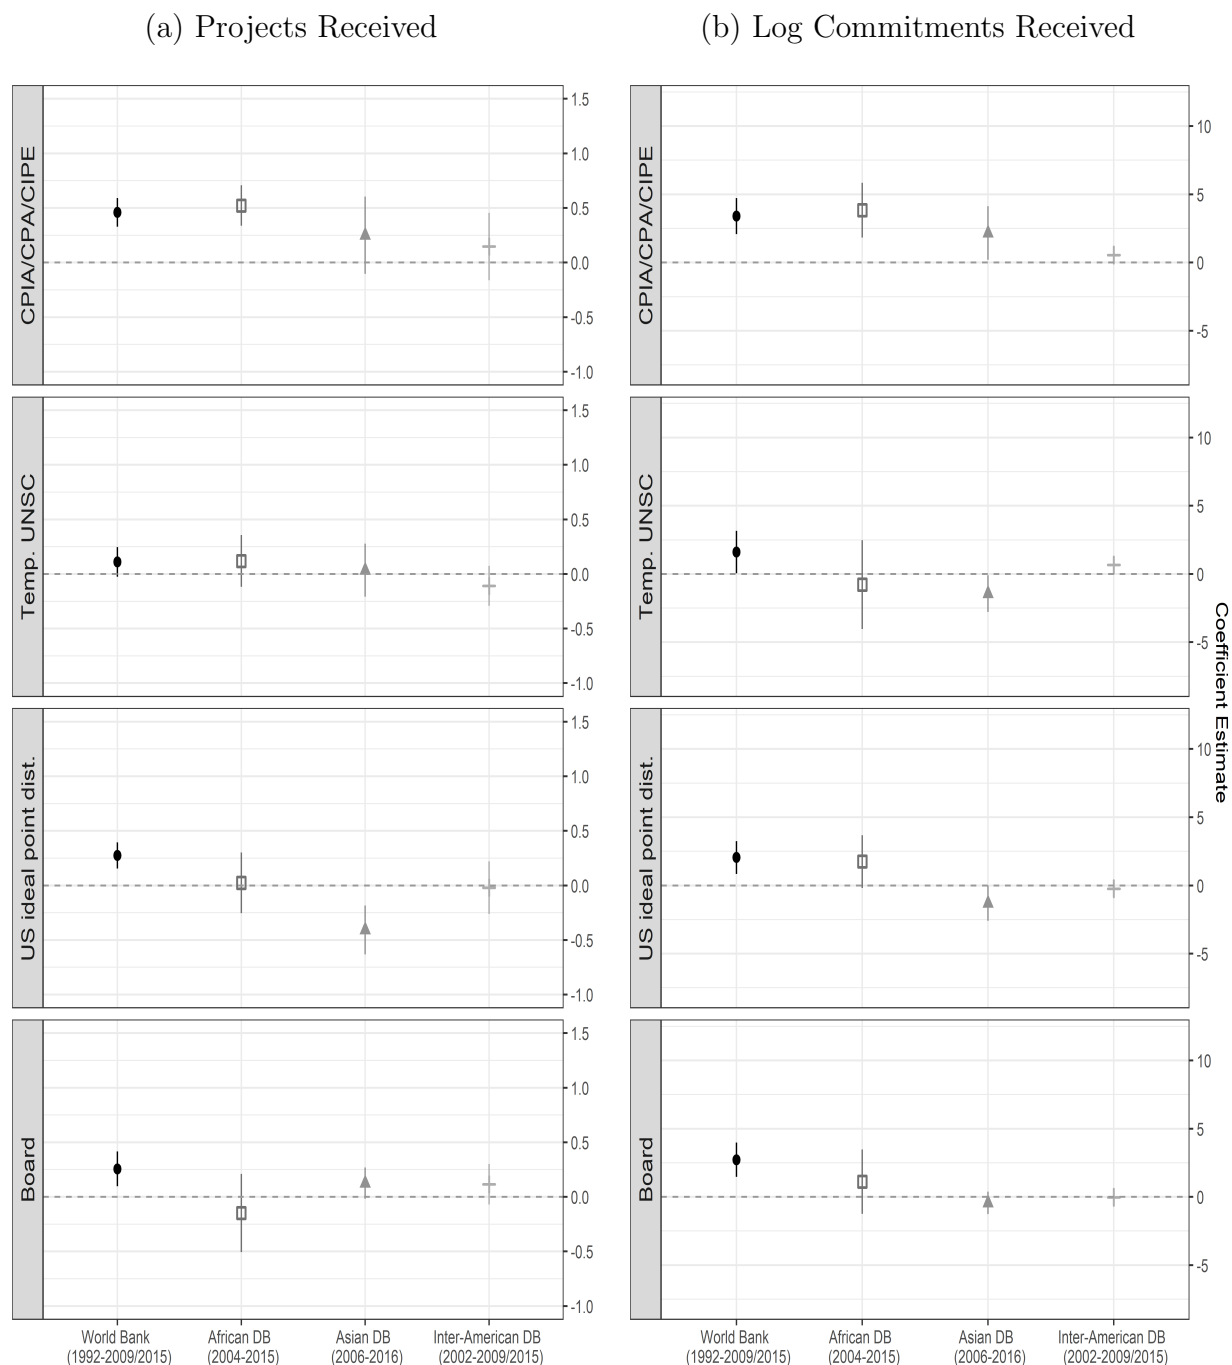 (a) Projects Received
(b) Log Commitments Received
CPIA/CPA/CIPE
1.5
1.0
0.5
0.0
-0.5
-1.0
CPIA/CPA/CIPE
10
5
0
-5
Temp. UNSC
1.5
1.0
0.5
0.0
-0.5
-1.0
Temp. UNSC
10
5
0
-5
US ideal point dist.
1.5
1.0
0.5
0.0
-0.5
-1.0
US ideal point dist.
10
5
0
-5
Board
1.5
1.0
0.5
0.0
-0.5
-1.0
Board
10
5
0
-5
Coefficient Estimate
World Bank
(1992-2009/2015)
African DB
(2004-2015)
Asian DB
(2006-2016)
Inter-American DB
(2002-2009/2015)
World Bank
(1992-2009/2015)
African DB
(2004-2015)
Asian DB
(2006-2016)
Inter-American DB
(2002-2009/2015)